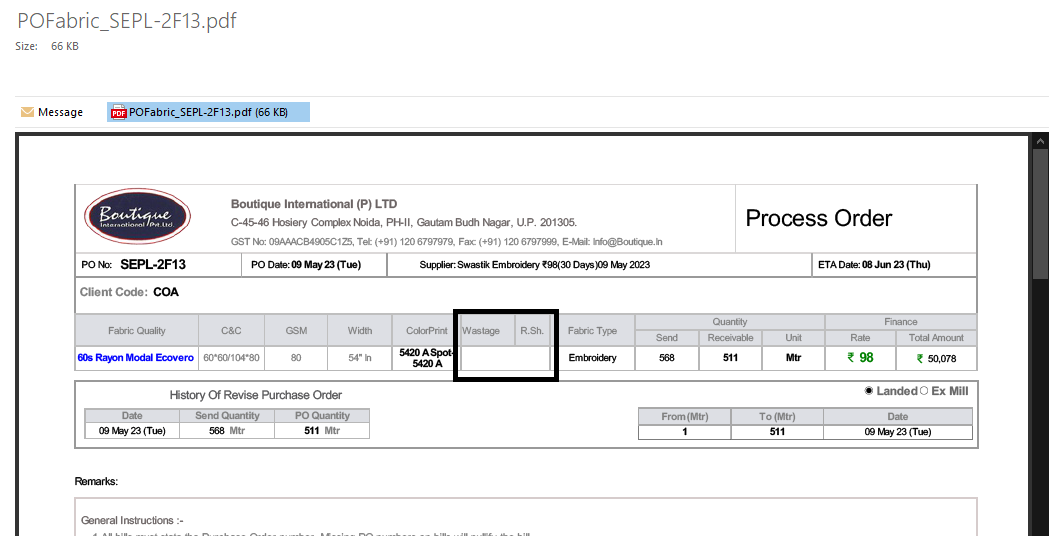 POFabric_SEPL-2F13.pdf
Size: 66 KB
Message POFabric_SEPL-2F13.pdf (66 KB)
Boutique
International (P) Ltd.
Boutique International (P) LTD
C-45-46 Hosiery Complex Noida, PH-II, Gautam Budh Nagar, U.P. 201305.
GST No: 09AAACB4905C1Z5, Tel: (+91) 120 6797979, Fax: (+91) 120 6797999, E-Mail: Info@Boutique.In
Process Order
PO No: SEPL-2F13 PO Date: 09 May 23 (Tue) Supplier: Swastik Embroidery ₹98(30 Days)09 May 2023 ETA Date: 08 Jun 23 (Thu)
Client Code: COA
Fabric Quality C&C GSM Width ColorPrint Wastage R.Sh. Fabric Type Quantity Finance
Send Receivable Unit Rate Total Amount
60s Rayon Modal Ecovero 60*60/104*80 80 54" In 5420 A Spot- Embroidery 568 511 Mtr ₹ 98 ₹ 50,078
5420 A
History Of Revise Purchase Order
Landed Ex Mill
Date Send Quantity PO Quantity From (Mtr) To (Mtr) Date
09 May 23 (Tue) 568 Mtr 511 Mtr 1 511 09 May 23 (Tue)
Remarks:
General Instructions :-